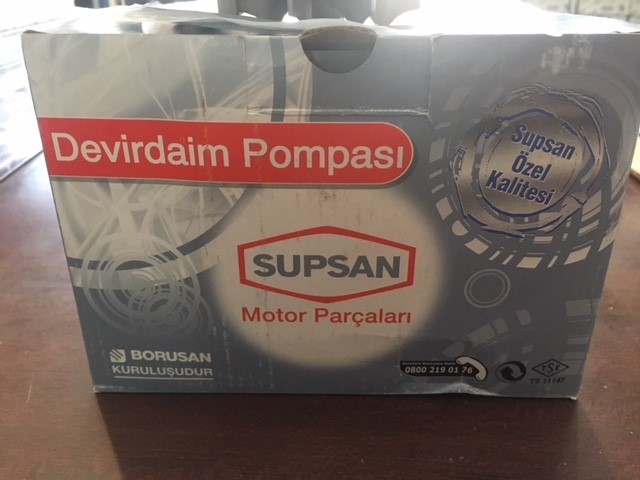 Devirdaim Pompası
Supsan
Özel
Kalitesi
SUPSAN
Motor Parçaları
BORUSAN
KURULUŞUDUR
0800 219 01 76
TSE
TS 11147